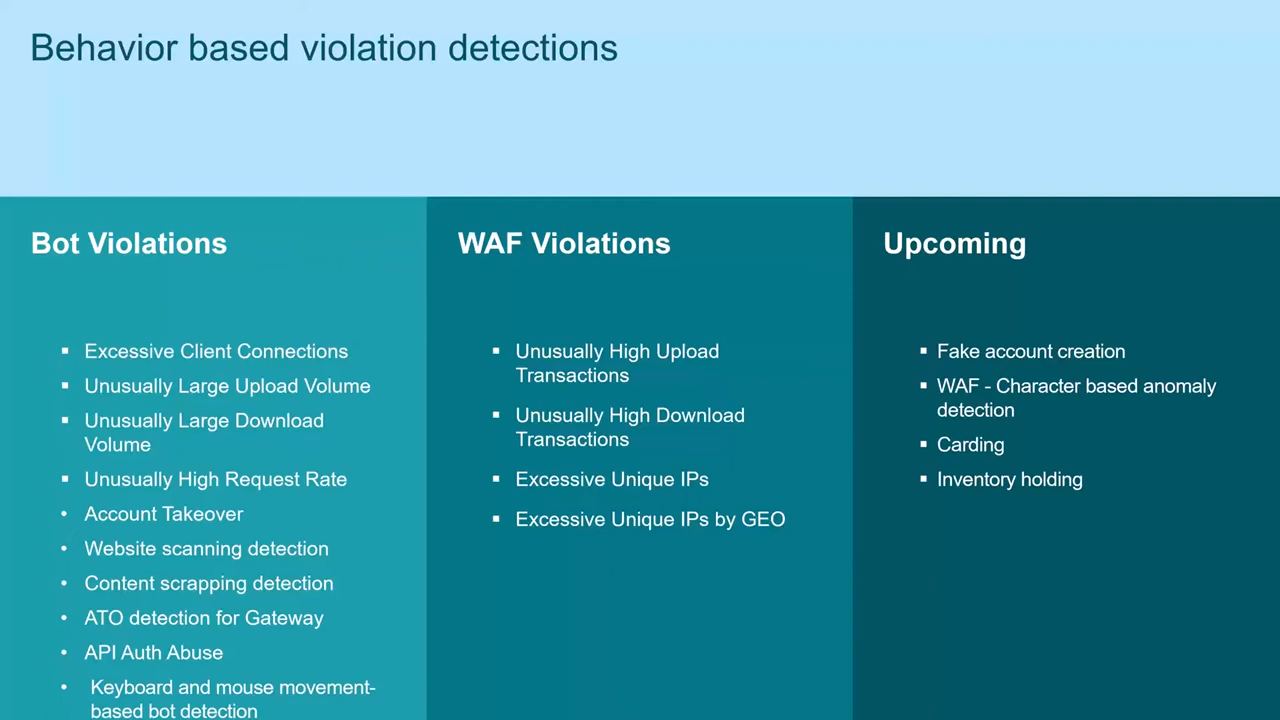 Behavior based violation detections
Bot Violations
▪ Excessive Client Connections
▪ Unusually Large Upload Volume
▪ Unusually Large Download
Volume
▪ Unusually High Request Rate
• Account Takeover
• Website scanning detection
• Content scrapping detection
• ATO detection for Gateway
• API Auth Abuse
• Keyboard and mouse movement-
based bot detection
WAF Violations
▪ Unusually High Upload
Transactions
▪ Unusually High Download
Transactions
▪ Excessive Unique IPs
▪ Excessive Unique IPs by GEO
Upcoming
▪ Fake account creation
▪ WAF - Character based anomaly
detection
▪ Carding
▪ Inventory holding